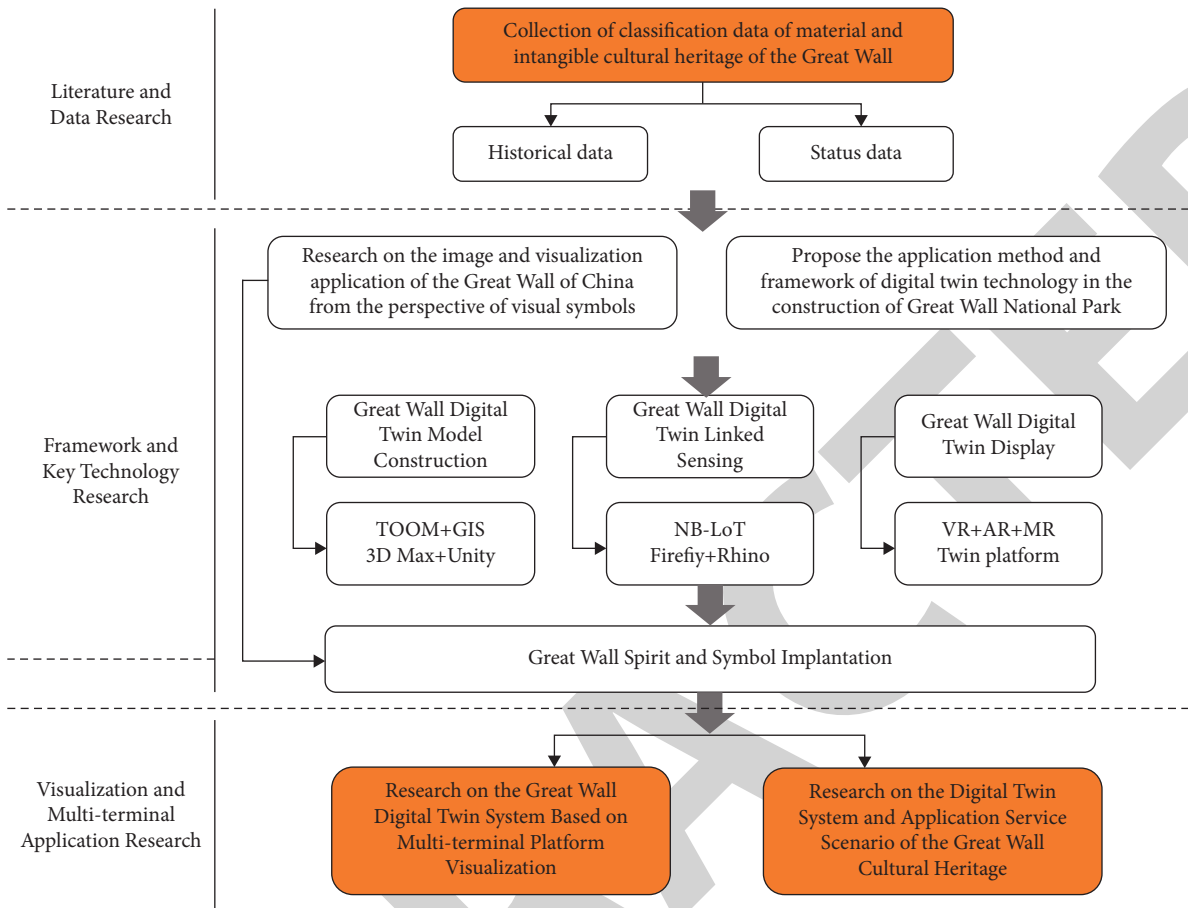 Collection of classification data of material and
intangible cultural heritage of the Great Wall
Literature and
Data Research
Historical data
Status data
Research on the image and visualization
application of the Great Wall of China
from the perspective of visual symbols
Propose the application method and
framework of digital twin technology in the
construction of Great Wall National Park
Framework and
Key Technology
Research
Great Wall Digital
Twin Model
Construction
Great Wall Digital
Twin Linked
Sensing
Great Wall Digital
Twin Display
TOOM+GIS
3D Max+Unity
NB-LoT
Firefiy+Rhino
VR+AR+MR
Twin platform
Great Wall Spirit and Symbol Implantation
Visualization and
Multi-terminal
Application Research
Research on the Great Wall
Digital Twin System Based on
Multi-terminal Platform
Visualization
Research on the Digital Twin
System and Application Service
Scenario of the Great Wall
Cultural Heritage